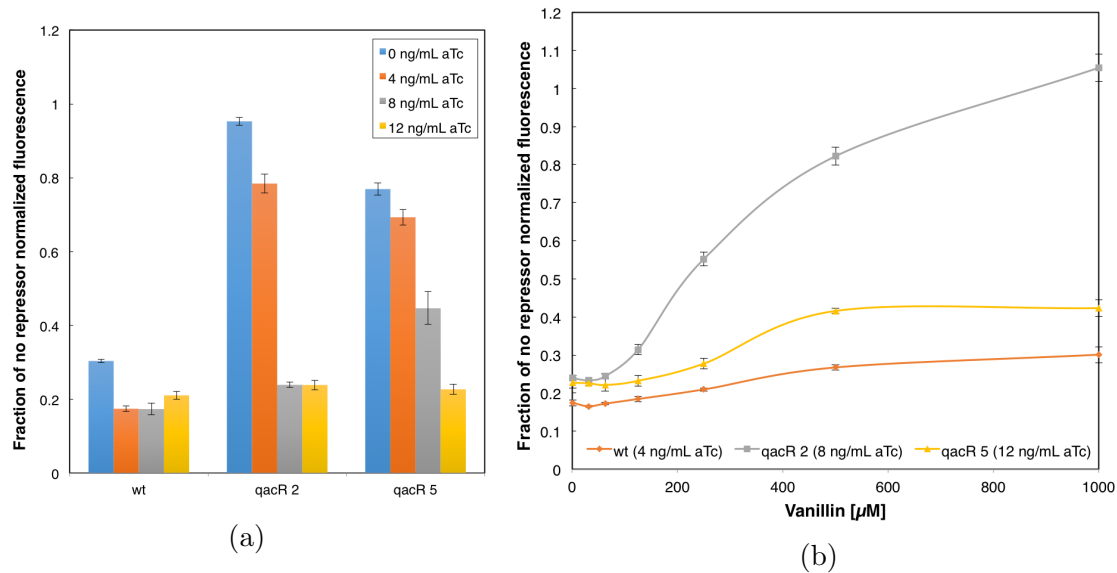 Fraction of no repressor normalized fluorescence
1.2
1
0.8
0.6
0.4
0.2
0
0 ng/mL aTc
4 ng/mL aTc
8 ng/mL aTc
12 ng/mL aTc
wt
qacR 2
qacR 5
(a)
Fraction of no repressor normalized fluorescence
1.2
1.1
1
0.9
0.8
0.7
0.6
0.5
0.4
0.3
0.2
0.1
0
wt (4 ng/mL aTc)
qacR 2 (8 ng/mL aTc)
qacR 5 (12 ng/mL aTc)
0
200
400
600
800
1000
Vanillin [µM]
(b)